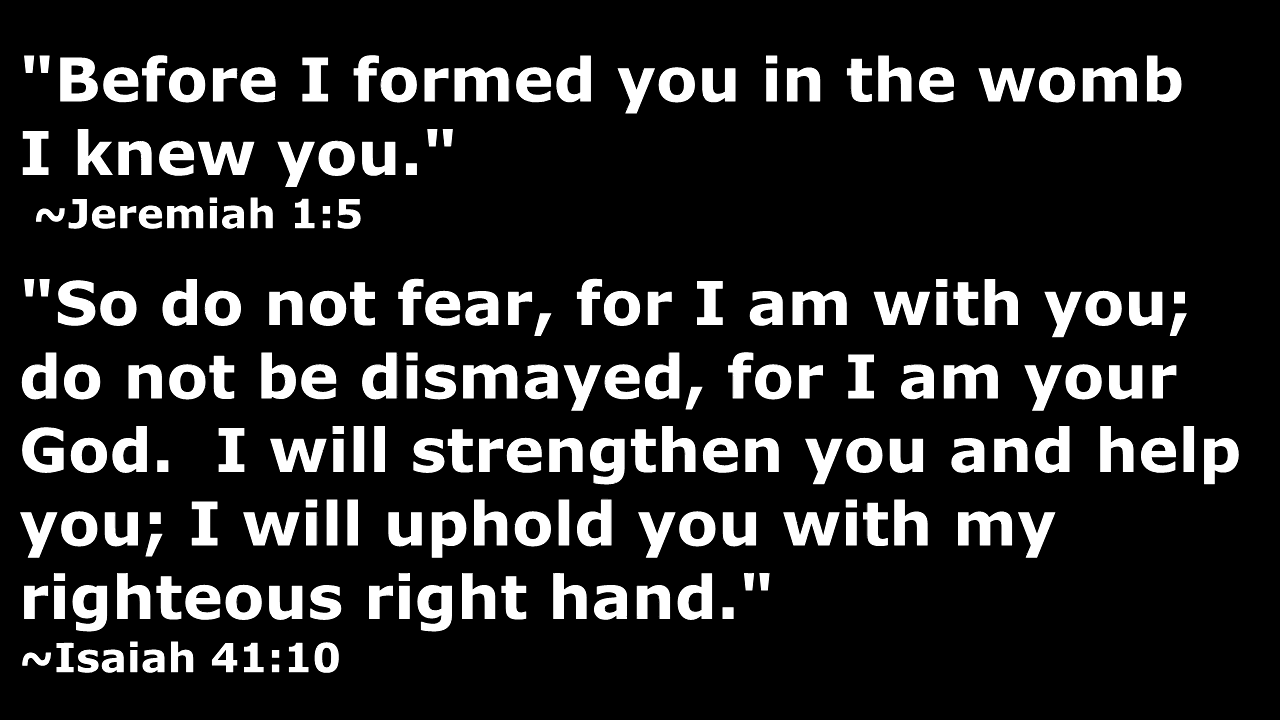 "Before I formed you in the womb
I knew you."
~Jeremiah 1:5
"So do not fear, for I am with you;
do not be dismayed, for I am your
God.  I will strengthen you and help
you; I will uphold you with my
righteous right hand."
~Isaiah 41:10